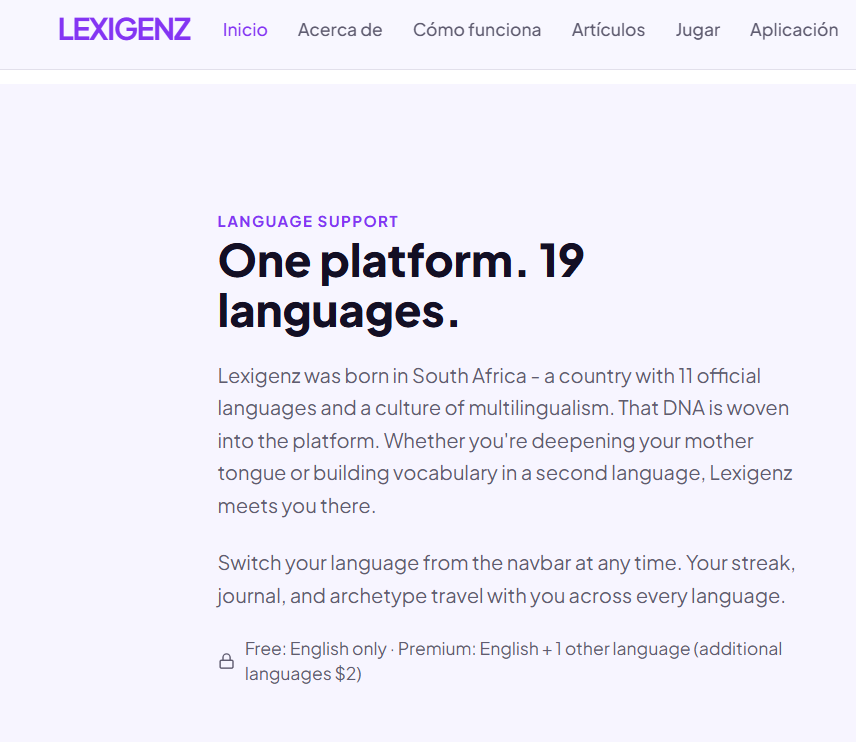 LEXIGENZ Inicio Acerca de Cómo funciona Artículos Jugar Aplicación
LANGUAGE SUPPORT
One platform. 19
languages.
Lexigenz was born in South Africa - a country with 11 official
languages and a culture of multilingualism. That DNA is woven
into the platform. Whether you're deepening your mother
tongue or building vocabulary in a second language, Lexigenz
meets you there.
Switch your language from the navbar at any time. Your streak,
journal, and archetype travel with you across every language.
Free: English only · Premium: English + 1 other language (additional
languages $2)